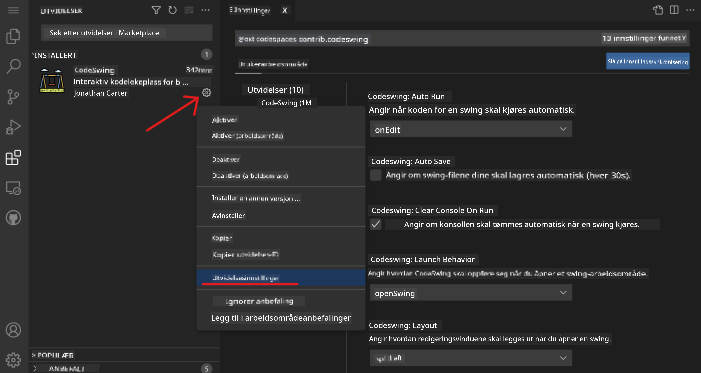 UTVIDELSER
Søk etter utvidelser i Marketplace
INSTALLERT
1
CodeSwing
342ms
Interaktiv kodelekeplass for b ...
Jonathan Carter
Aktiver
Aktiver (arbeidsområde)
Deaktiver
Deaktiver (arbeidsområde)
Installer en annen versjon ...
Avinstaller
Kopier
Kopier utvidelses-ID
Utvidelsesinnstillinger
Ignorer anbefaling
Legg til i arbeidsområdeanbefalinger
POPULÆR
ANBEFALT
5
Innstillinger
X
@ext:codespaces-contrib.codeswing
13 innstillinger funnet
Bruker
arbeidsområde
Utvidelser (10)
CodeSwing (1M
Codeswing: Auto Run
Angir når koden for en swing skal kjøres automatisk.
onEdit
Codeswing: Auto Save
Angir om swing-filene dine skal lagres automatisk (hver 30s).
Codeswing: Clear Console On Run
Angir om konsollen skal tømmes automatisk når en swing kjøres.
Codeswing: Launch Behavior
Angir hvordan CodeSwing skal oppføre seg når du åpner et swing-arbeidsområde.
openSwing
Codeswing: Layout
Angir hvordan redigeringsvinduene skal legges ut når du åpner en swing.
splitLeft